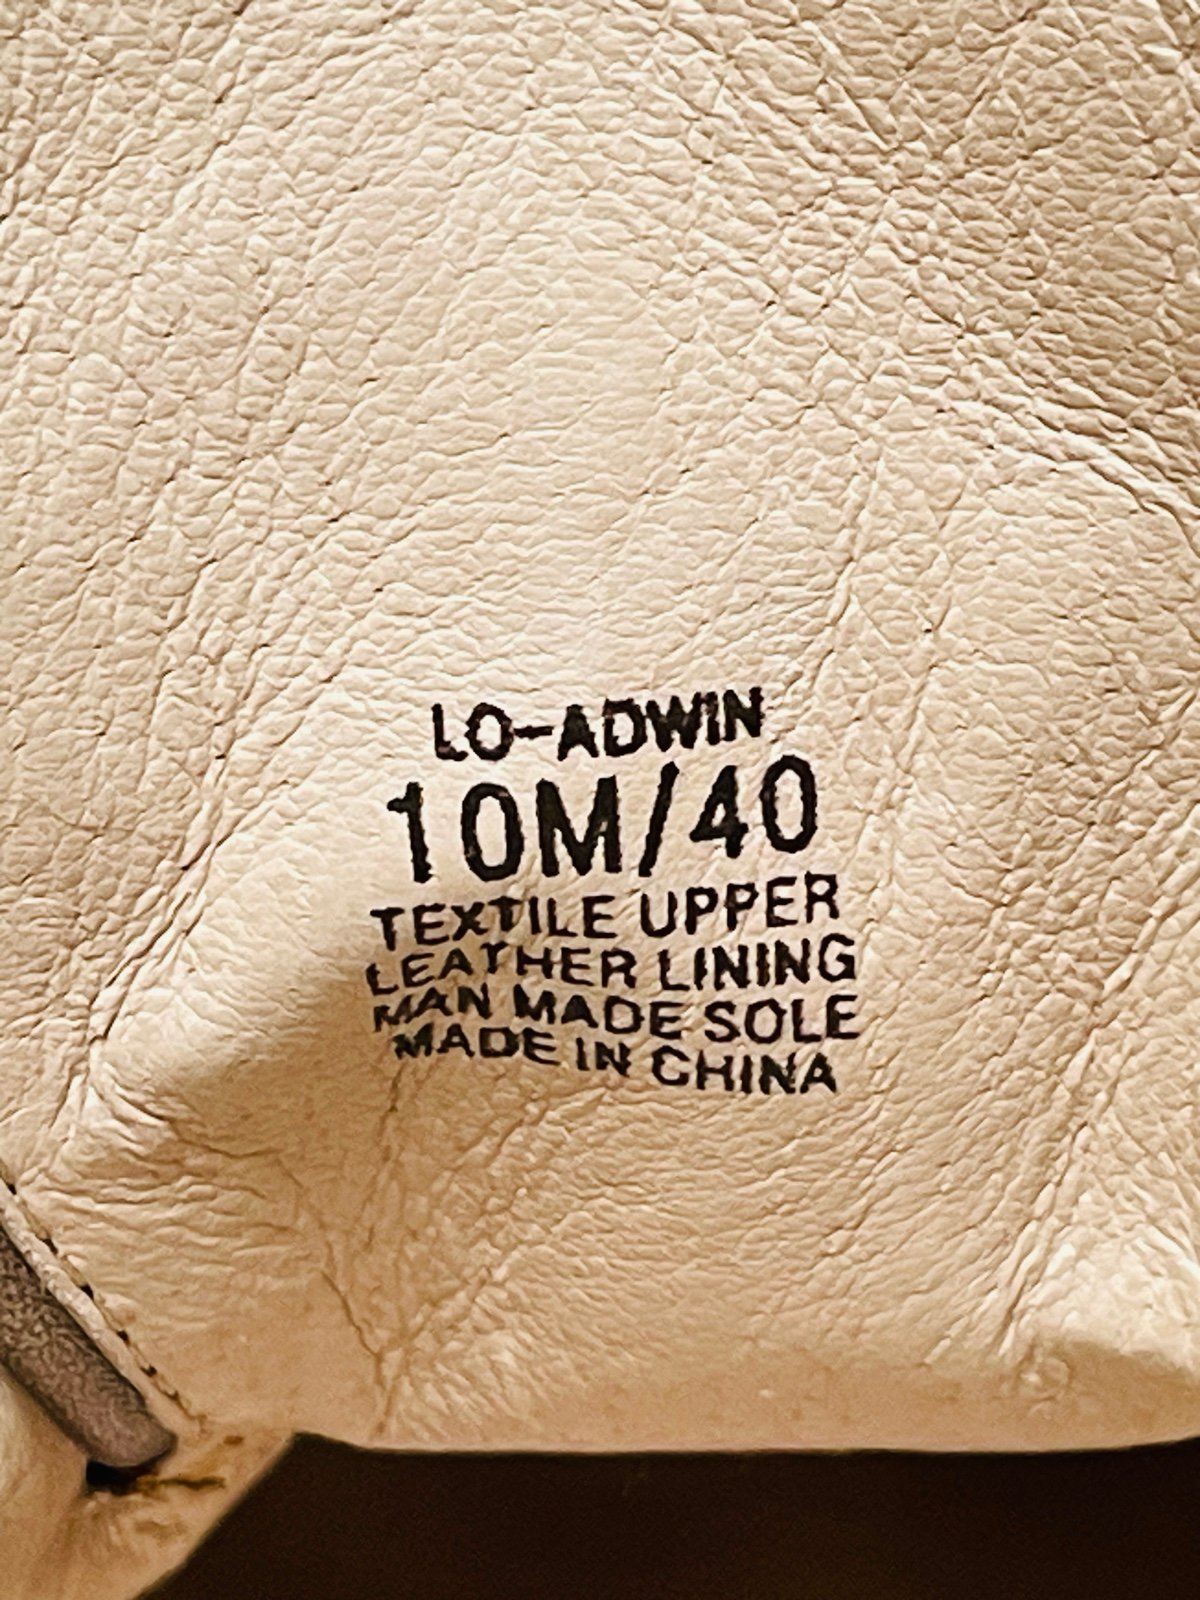 LO-ADWIN
10M/40
TEXTILE UPPER
LEATHER LINING
MAN MADE SOLE
MADE IN CHINA